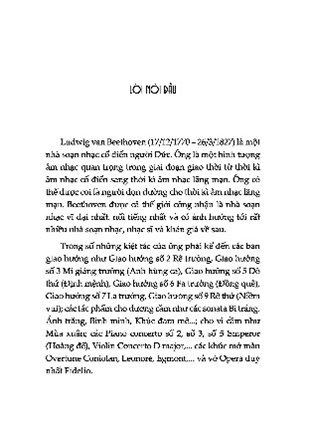 LỜI NÓI ĐẦU
Ludwig van Beethoven (17/12/1770 – 26/3/1827) là một
nhà soạn nhạc cổ điển người Đức. Ông là một hình tượng
âm nhạc quan trọng trong giai đoạn giao thời từ thời kì
âm nhạc cổ điển sang thời kì âm nhạc lãng mạn. Ông có
thể được coi là người dọn đường cho thời kì âm nhạc lãng
mạn. Beethoven được cả thế giới công nhận là nhà soạn
nhạc vĩ đại nhất, nổi tiếng nhất và có ảnh hưởng tới rất
nhiều nhà soạn nhạc, nhạc sĩ và khán giả về sau.
Trong số những kiệt tác của ông phải kể đến các bản
giao hưởng như Giao hưởng số 2 Rê trưởng, Giao hưởng
số 3 Mi giáng trưởng (Anh hùng ca), Giao hưởng số 5 Đô
thứ (Định mệnh), Giao hưởng số 6 Fa trưởng (Đồng quê),
Giao hưởng số 7 La trưởng, Giao hưởng số 9 Rê thứ (Niềm
vui); các tác phẩm cho dương cầm như các sonata Bi tráng,
Ánh trăng, Bình minh, Khúc đam mê...; cho vĩ cầm như
Mùa xuân; các Piano concerto số 2, số 3, số 5 Emperor
(Hoàng đế), Violin Concerto D major,... các khúc mở màn
Overtune Coriolan, Leonore, Egmont,... và vở Opera duy
nhất Fidelio.